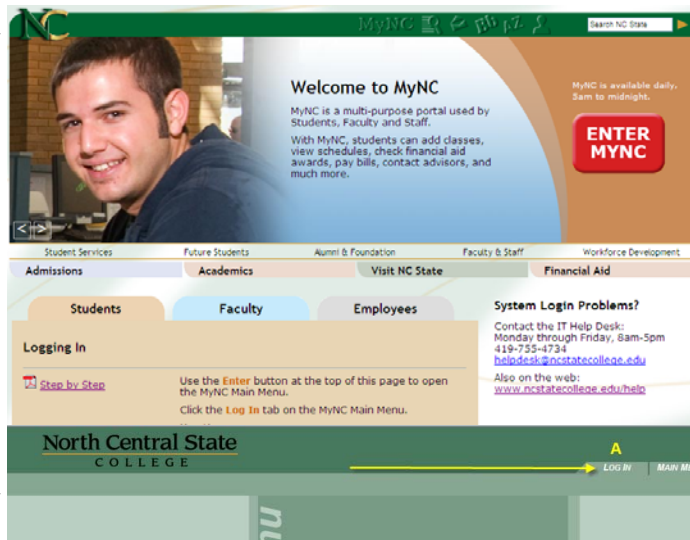 NC
MyNC
Search NC State
Welcome to MyNC
MyNC is a multi-purpose portal used by
Students, Faculty and Staff.
With MyNC, students can add classes,
view schedules, check financial aid
awards, pay bills, contact advisors, and
much more.
MyNC is available daily,
5am to midnight.
ENTER
MYNC
< >
Student Services Future Students Alumni & Foundation Faculty & Staff Workforce Development
Admissions Academics Visit NC State Financial Aid
Students Faculty Employees
Logging In
Step by Step
Use the Enter button at the top of this page to open
the MyNC Main Menu.
Click the Log In tab on the MyNC Main Menu.
System Login Problems?
Contact the IT Help Desk:
Monday through Friday, 8am-5pm
419-755-4734
helpdesk@ncstatecollege.edu
Also on the web:
www.ncstatecollege.edu/help
North Central State
COLLEGE
A
LOG IN MAIN ME